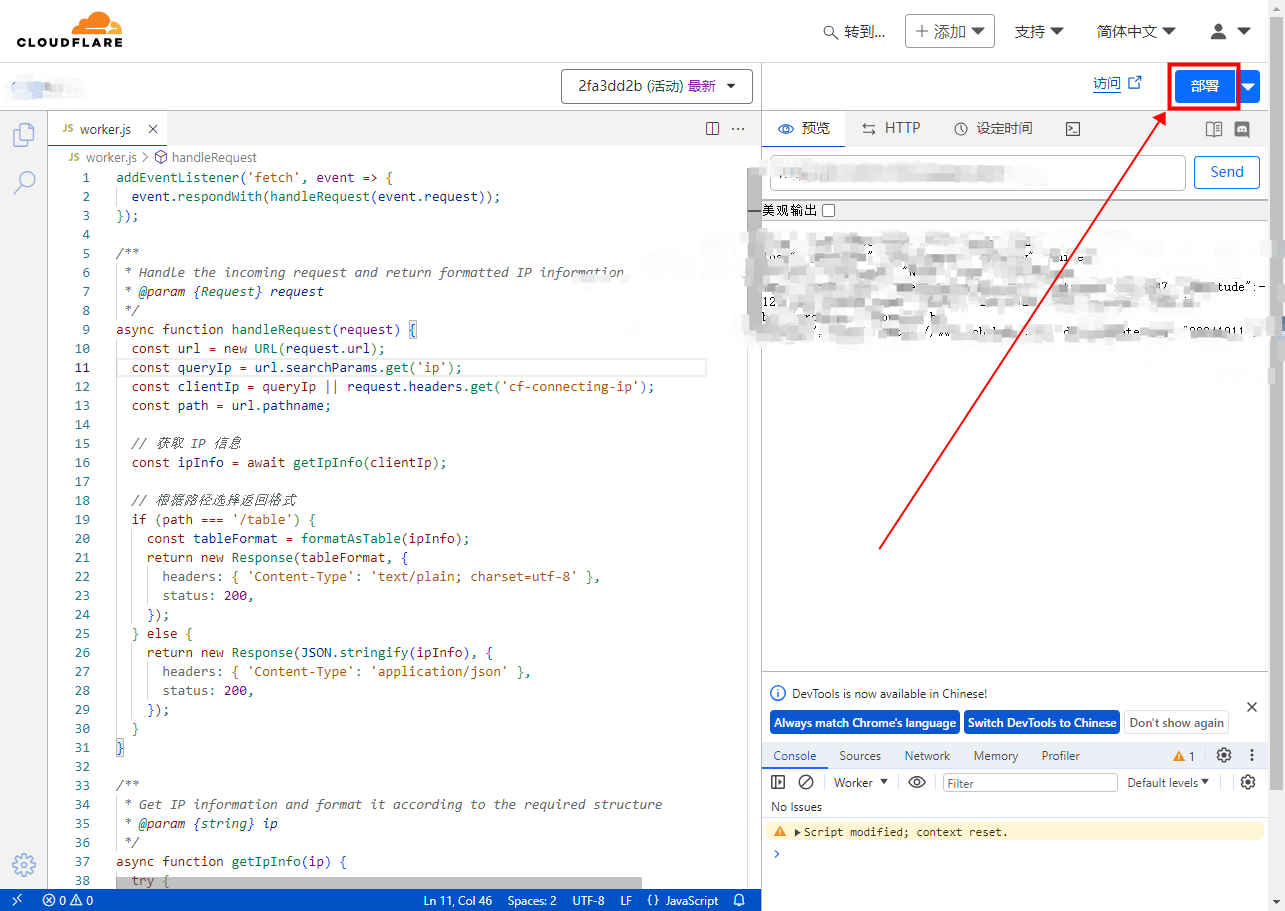 CLOUDFLARE
转到...
添加
支持
简体中文
2fa3dd2b (活动) 最新
访问
部署
JS worker.js
预览
HTTP
设定时间
JS worker.js > handleRequest
Send
美观输出
1 addEventListener('fetch', event => {
2 event.respondWith(handleRequest(event.request));
3 });
4
5 /**
6 * Handle the incoming request and return formatted IP information
7 * @param {Request} request
8 */
9 async function handleRequest(request) {
10 const url = new URL(request.url);
11 const queryIp = url.searchParams.get('ip');
12 const clientIp = queryIp || request.headers.get('cf-connecting-ip');
13 const path = url.pathname;
14
15 // 获取 IP 信息
16 const ipInfo = await getIpInfo(clientIp);
17
18 // 根据路径选择返回格式
19 if (path === '/table') {
20 const tableFormat = formatAsTable(ipInfo);
21 return new Response(tableFormat, {
22 headers: { 'Content-Type': 'text/plain; charset=utf-8' },
23 status: 200,
24 });
25 } else {
26 return new Response(JSON.stringify(ipInfo), {
27 headers: { 'Content-Type': 'application/json' },
28 status: 200,
29 });
30 }
31 }
32
33 /**
34 * Get IP information and format it according to the required structure
35 * @param {string} ip
36 */
37 async function getIpInfo(ip) {
38 try {
DevTools is now available in Chinese!
Always match Chrome's language
Switch DevTools to Chinese
Don't show again
Console
Sources
Network
Memory
Profiler
1
Worker
Filter
Default levels
No Issues
Script modified; context reset.
0 0
Ln 11, Col 46
Spaces: 2
UTF-8
LF
{} JavaScript